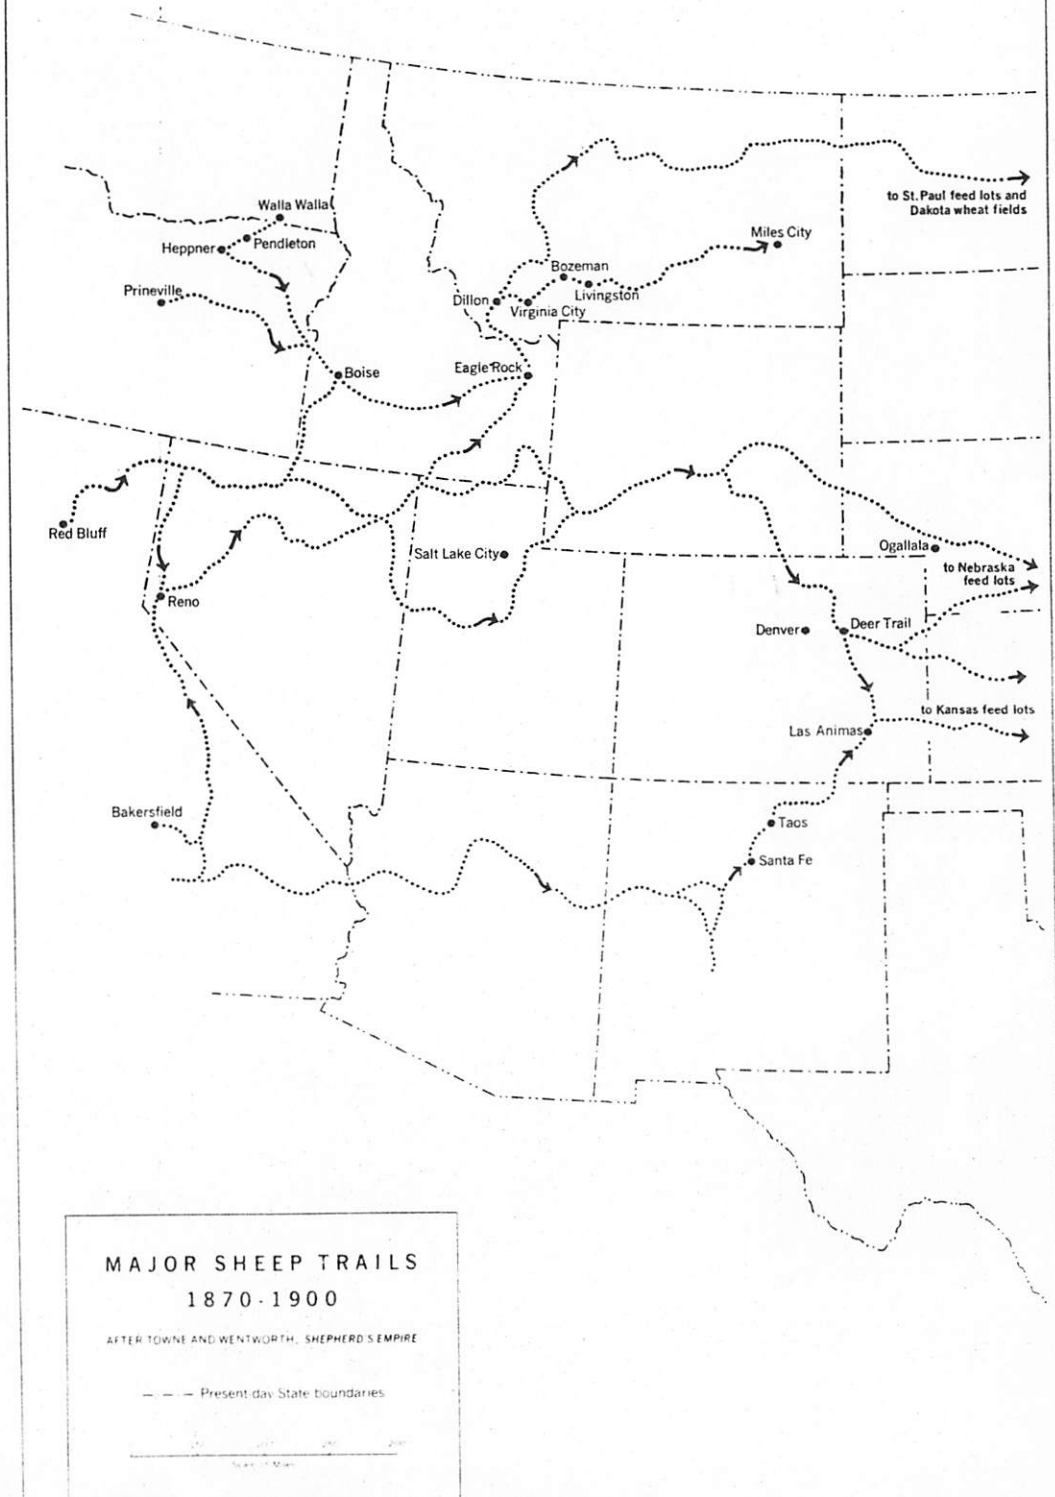 to St. Paul feed lots and
Dakota wheat fields
Walla Walla
Miles City
Heppner
Pendleton
Bozeman
Prineville
Livingston
Dillon
Virginia City
Boise
Eagle Rock
Red Bluff
Salt Lake City
Ogallala
to Nebraska
feed lots
Reno
Denver
Deer Trail
to Kansas feed lots
Las Animas
Bakersfield
Taos
Santa Fe
MAJOR SHEEP TRAILS
1870-1900
AFTER TOWNE AND WENTWORTH, SHEPHERD'S EMPIRE
Present-day State boundaries
Scale of Miles